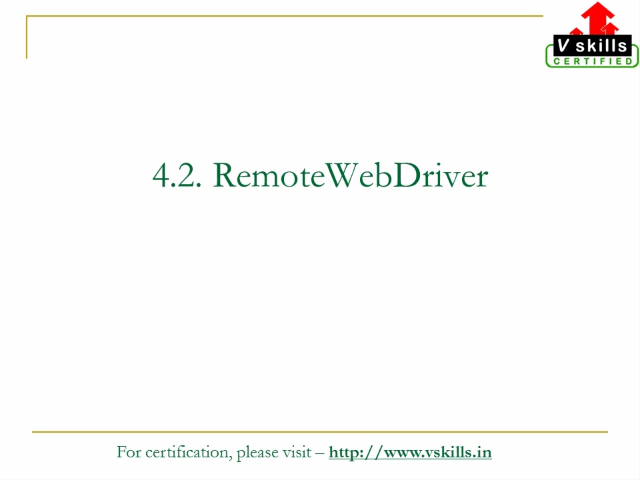 V skills
CERTIFIED
4.2. RemoteWebDriver
For certification, please visit – http://www.vskills.in